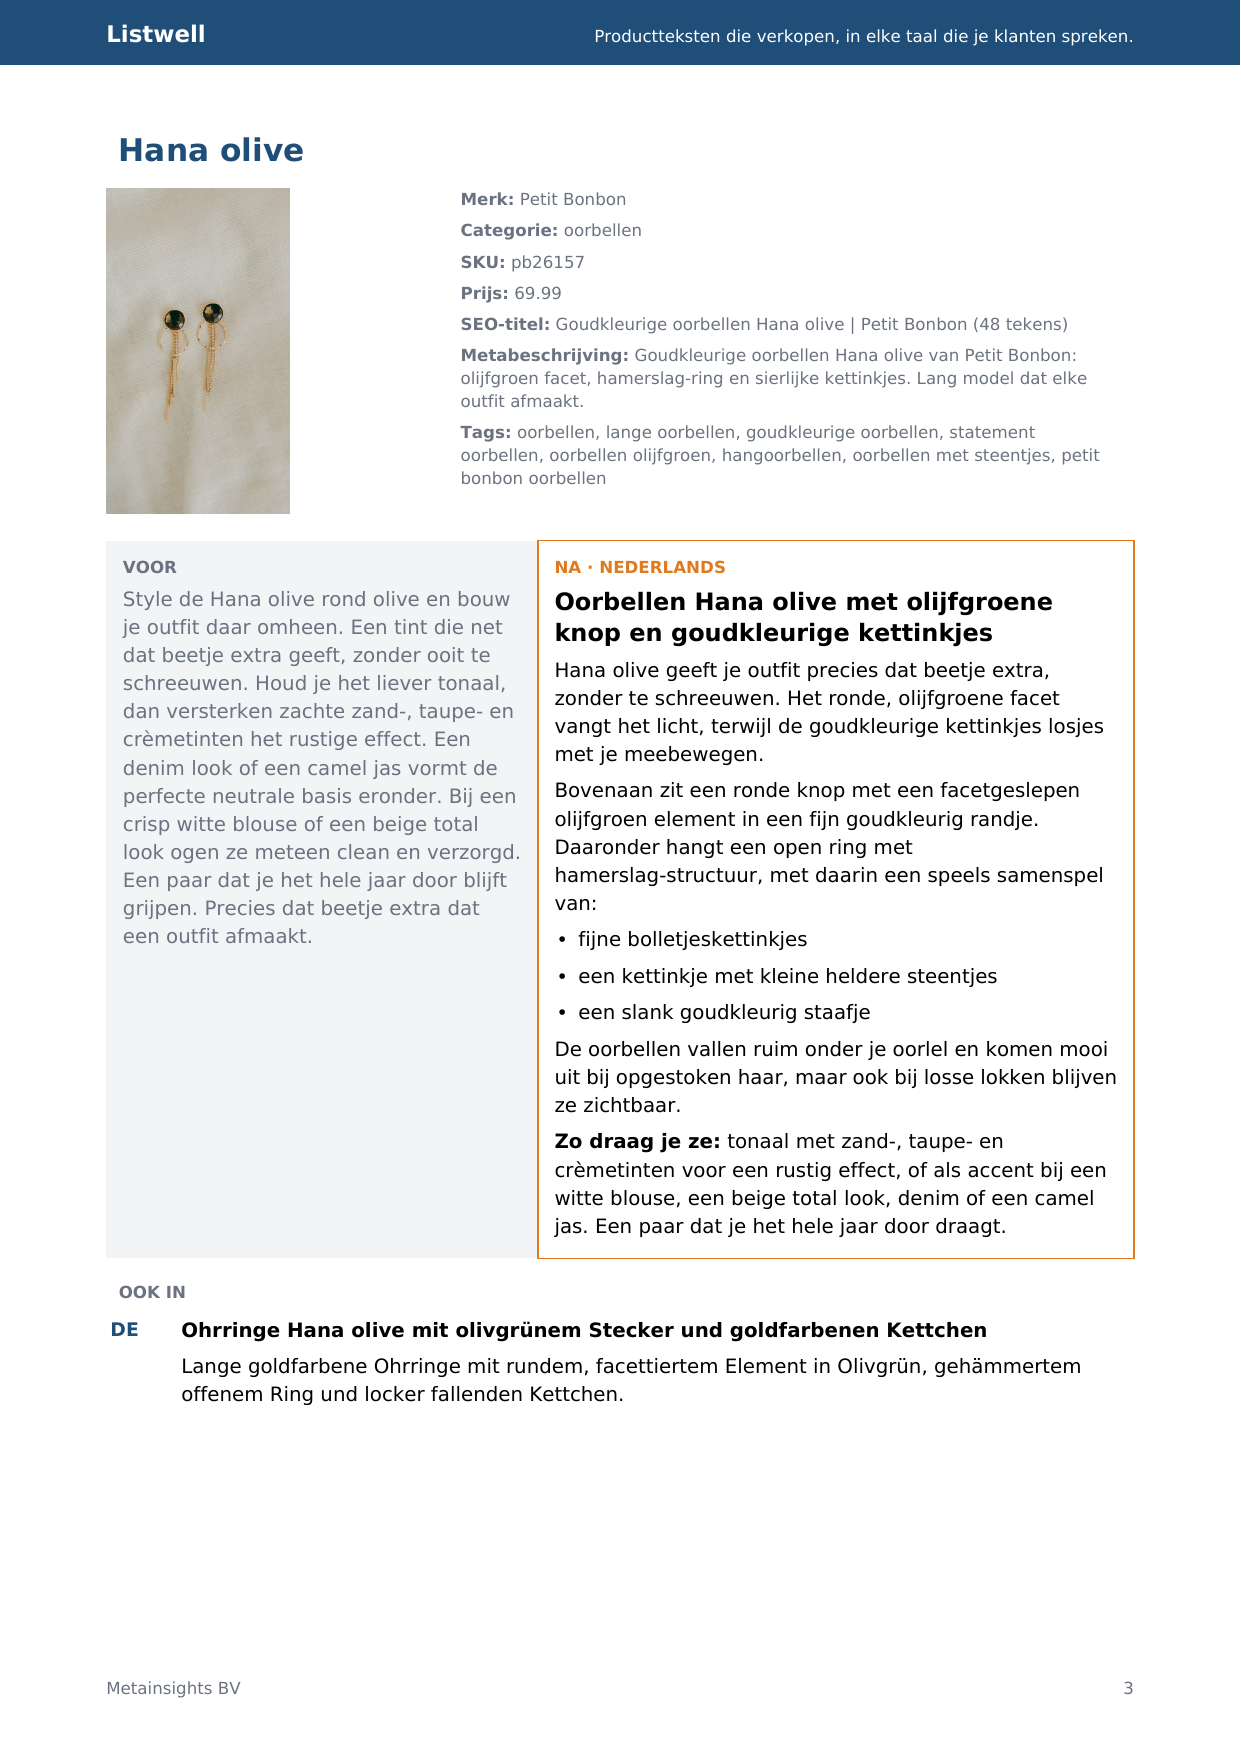 Listwell
Productteksten die verkopen, in elke taal die je klanten spreken.
Hana olive
Merk: Petit Bonbon
Categorie: oorbellen
SKU: pb26157
Prijs: 69.99
SEO-titel: Goudkleurige oorbellen Hana olive | Petit Bonbon (48 tekens)
Metabeschrijving: Goudkleurige oorbellen Hana olive van Petit Bonbon:
olijfgroen facet, hamerslag-ring en sierlijke kettinkjes. Lang model dat elke
outfit afmaakt.
Tags: oorbellen, lange oorbellen, goudkleurige oorbellen, statement
oorbellen, oorbellen olijfgroen, hangoorbellen, oorbellen met steentjes, petit
bonbon oorbellen
VOOR
Style de Hana olive rond olive en bouw
je outfit daar omheen. Een tint die net
dat beetje extra geeft, zonder ooit te
schreeuwen. Houd je het liever tonaal,
dan versterken zachte zand-, taupe- en
crèmetinten het rustige effect. Een
denim look of een camel jas vormt de
perfecte neutrale basis eronder. Bij een
crisp witte blouse of een beige total
look ogen ze meteen clean en verzorgd.
Een paar dat je het hele jaar door blijft
grijpen. Precies dat beetje extra dat
een outfit afmaakt.
NA · NEDERLANDS
Oorbellen Hana olive met olijfgroene
knop en goudkleurige kettinkjes
Hana olive geeft je outfit precies dat beetje extra,
zonder te schreeuwen. Het ronde, olijfgroene facet
vangt het licht, terwijl de goudkleurige kettinkjes losjes
met je meebewegen.
Bovenaan zit een ronde knop met een facetgeslepen
olijfgroen element in een fijn goudkleurig randje.
Daaronder hangt een open ring met
hamerslag-structuur, met daarin een speels samenspel
van:
• fijne bolletjeskettinkjes
• een kettinkje met kleine heldere steentjes
• een slank goudkleurig staafje
De oorbellen vallen ruim onder je oorlel en komen mooi
uit bij opgestoken haar, maar ook bij losse lokken blijven
ze zichtbaar.
Zo draag je ze: tonaal met zand-, taupe- en
crèmetinten voor een rustig effect, of als accent bij een
witte blouse, een beige total look, denim of een camel
jas. Een paar dat je het hele jaar door draagt.
OOK IN
DE
Ohrringe Hana olive mit olivgrünem Stecker und goldfarbenen Kettchen
Lange goldfarbene Ohrringe mit rundem, facettiertem Element in Olivgrün, gehämmertem
offenem Ring und locker fallenden Kettchen.
Metainsights BV
3